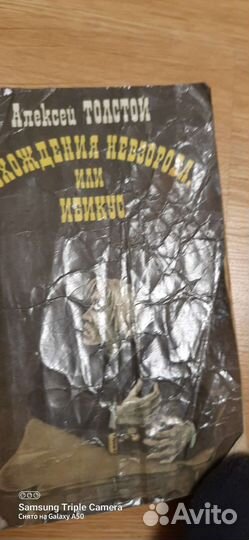 Алексей ТОЛСТОЙ
ХОЖДЕНИЯ НЕВЗОРОВА
ИЛИ
ИБИКУС
Samsung Triple Camera
Снято на Galaxy A50
Avito